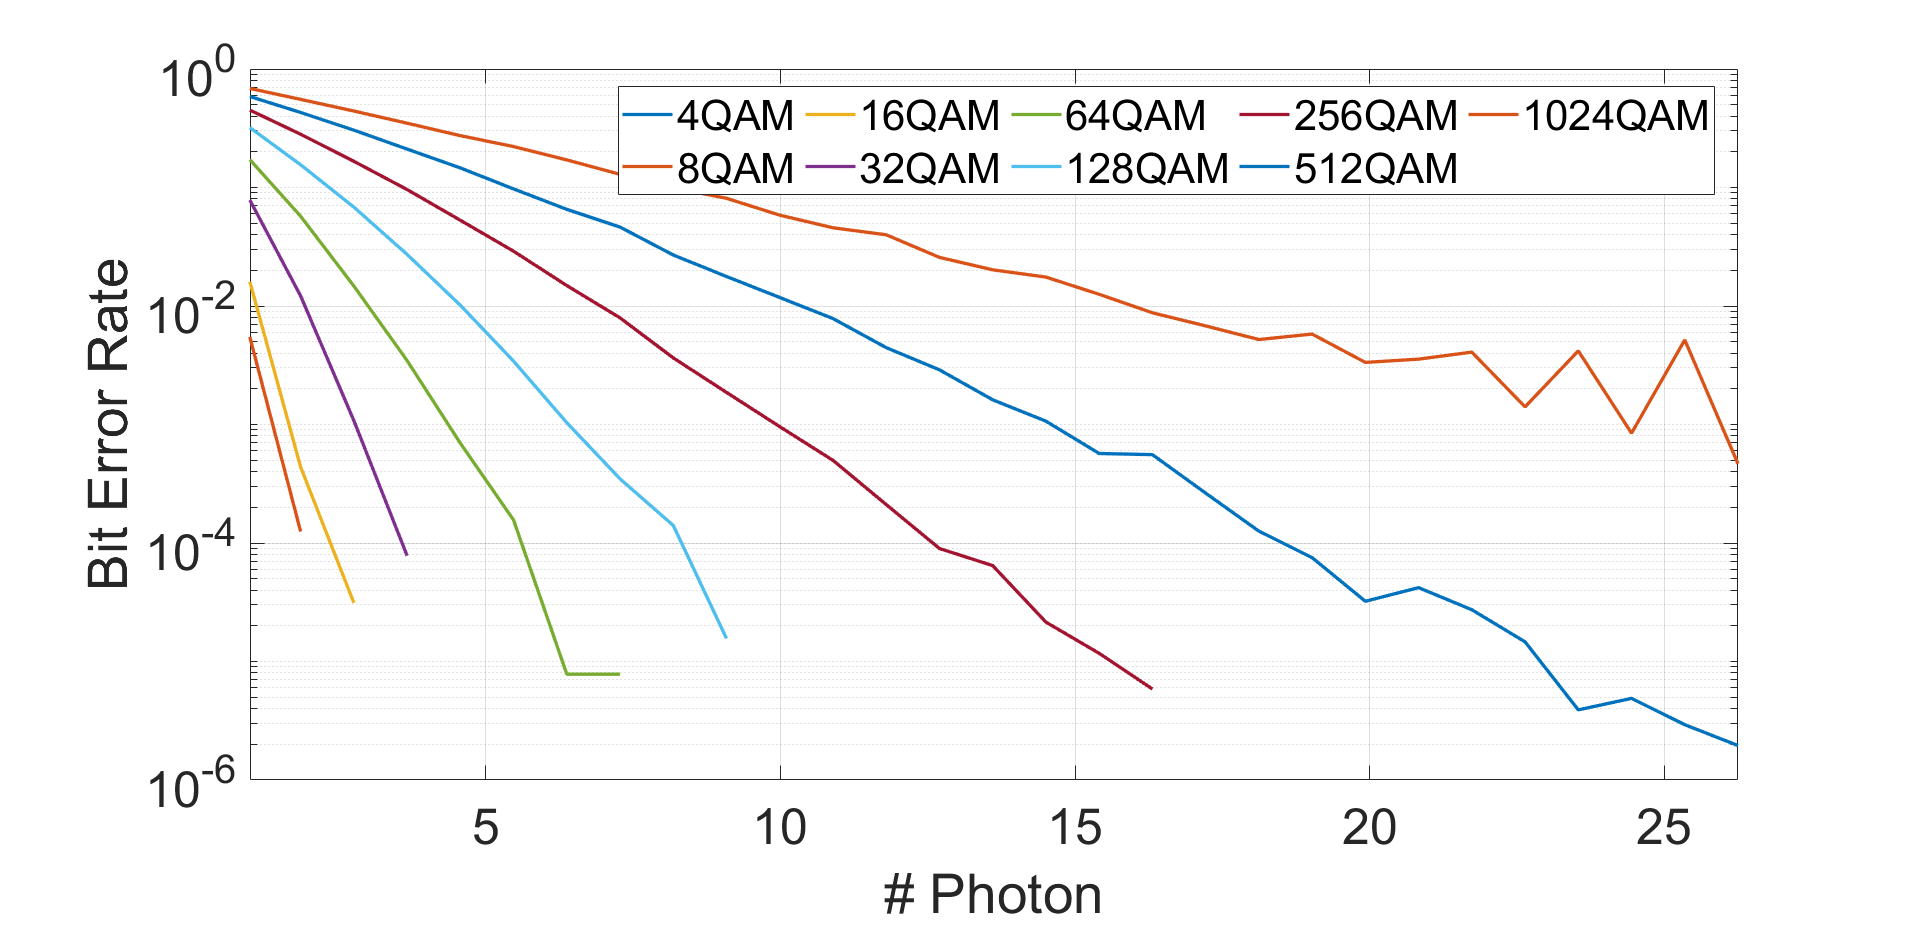 10^0
10^-2
10^-4
10^-6
Bit Error Rate
4QAM 16QAM 64QAM 256QAM 1024QAM
8QAM 32QAM 128QAM 512QAM
5 10 15 20 25
# Photon